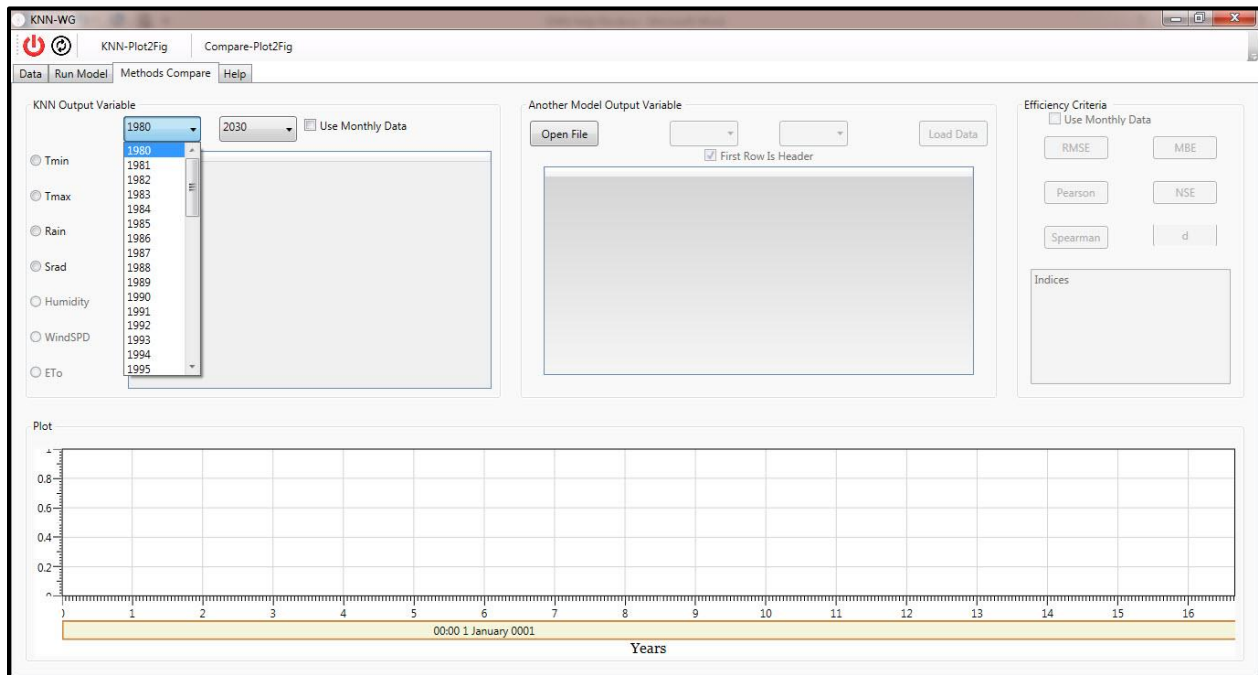 KNN-WG
KNN-Plot2Fig Compare-Plot2Fig
Data Run Model Methods Compare Help
KNN Output Variable
1980 2030 Use Monthly Data
1980
1981
1982
1983
1984
1985
1986
1987
1988
1989
1990
1991
1992
1993
1994
1995
Tmin
Tmax
Rain
Srad
Humidity
WindSPD
ETo
Another Model Output Variable
Open File Load Data
First Row Is Header
Efficiency Criteria
Use Monthly Data
RMSE MBE
Pearson NSE
Spearman d
Indices
Plot
0.8
0.6
0.4
0.2
1 2 3 4 5 6 7 8 9 10 11 12 13 14 15 16
00:00 1 January 0001
Years